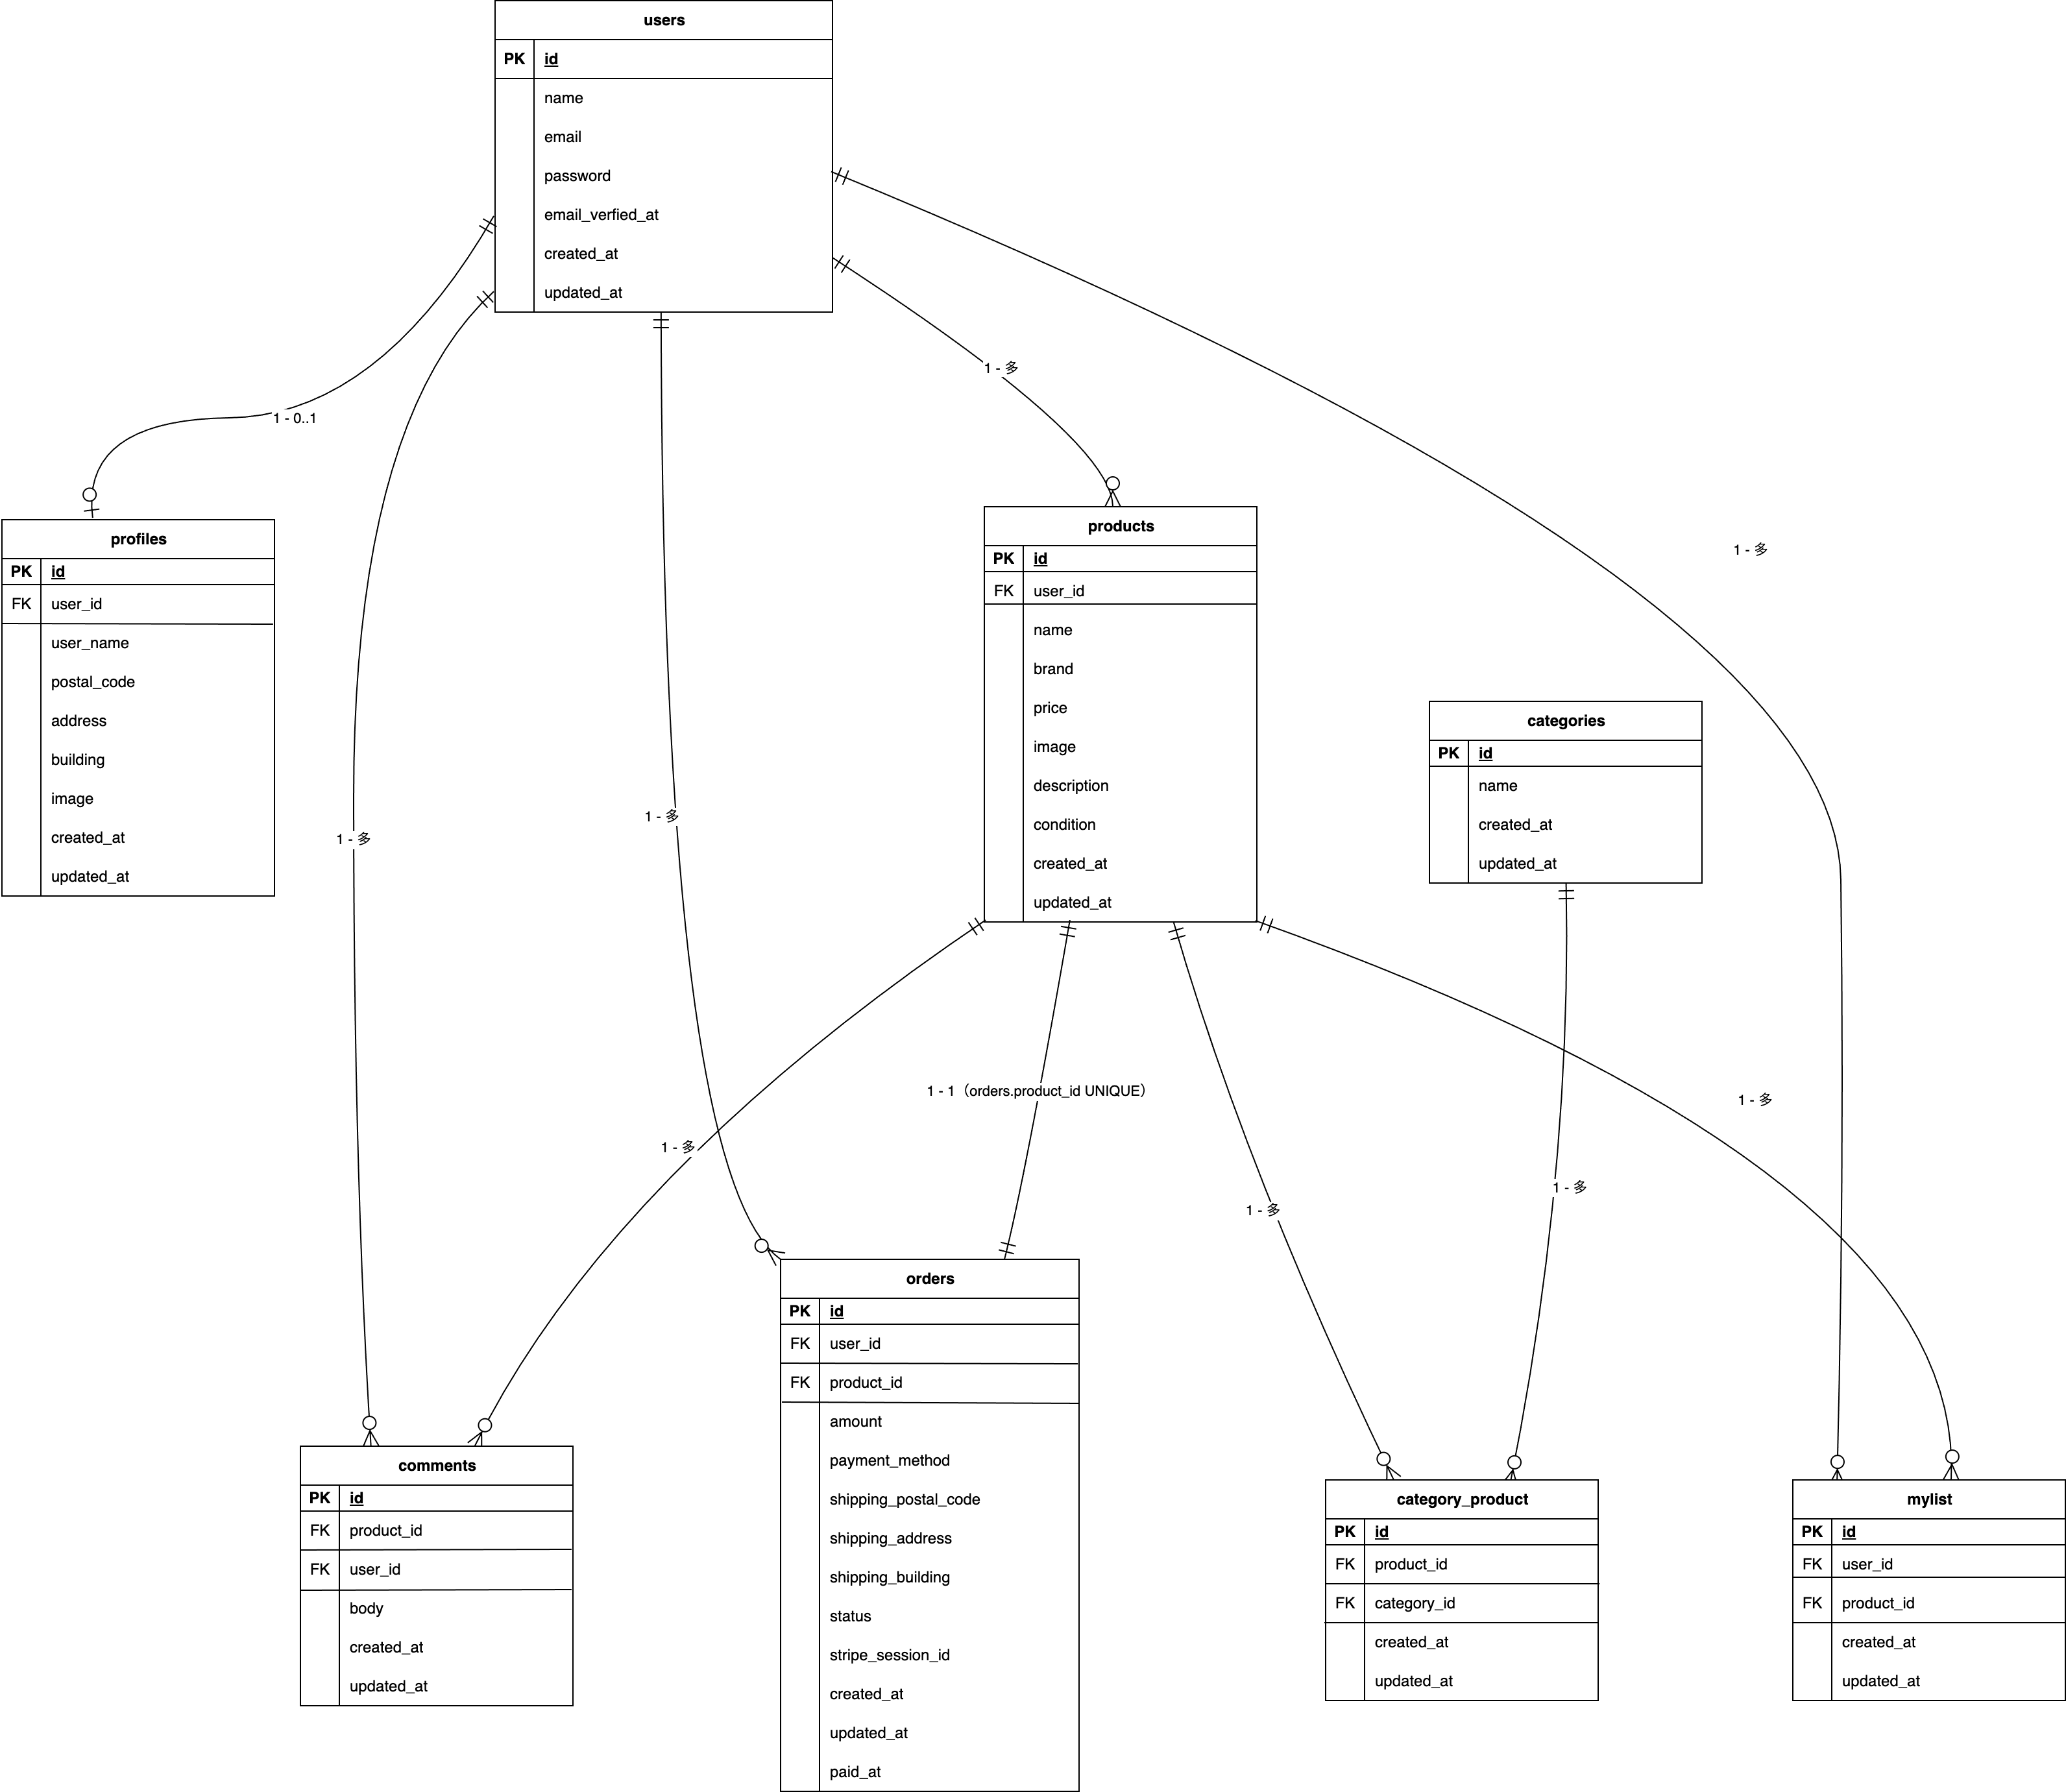 users
PK id
name
email
password
email_verfied_at
created_at
updated_at
1 - 0..1
1 - 多
1 - 多
profiles
PK id
FK user_id
user_name
postal_code
address
building
image
created_at
updated_at
products
PK id
FK user_id
name
brand
price
image
description
condition
created_at
updated_at
categories
PK id
name
created_at
updated_at
1 - 多
1 - 多
1 - 1（orders.product_id UNIQUE）
1 - 多
1 - 多
1 - 多
1 - 多
orders
PK id
FK user_id
FK product_id
amount
payment_method
shipping_postal_code
shipping_address
shipping_building
status
stripe_session_id
created_at
updated_at
paid_at
comments
PK id
FK product_id
FK user_id
body
created_at
updated_at
category_product
PK id
FK product_id
FK category_id
created_at
updated_at
mylist
PK id
FK user_id
FK product_id
created_at
updated_at